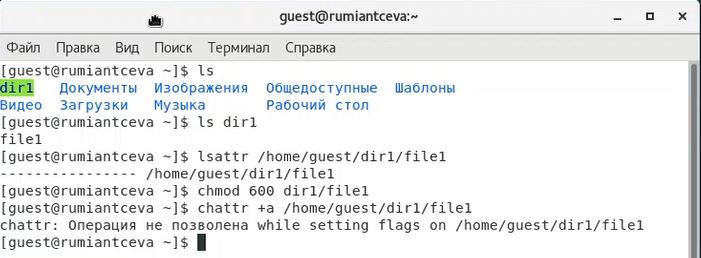 guest@rumiantceva:~
Файл Правка Вид Поиск Терминал Справка
[guest@rumiantceva ~]$ ls
dir1 Документы Изображения Общедоступные Шаблоны
Видео Загрузки Музыка Рабочий стол
[guest@rumiantceva ~]$ ls dir1
file1
[guest@rumiantceva ~]$ lsattr /home/guest/dir1/file1
---------------- /home/guest/dir1/file1
[guest@rumiantceva ~]$ chmod 600 dir1/file1
[guest@rumiantceva ~]$ chattr +a /home/guest/dir1/file1
chattr: Операция не позволена while setting flags on /home/guest/dir1/file1
[guest@rumiantceva ~]$